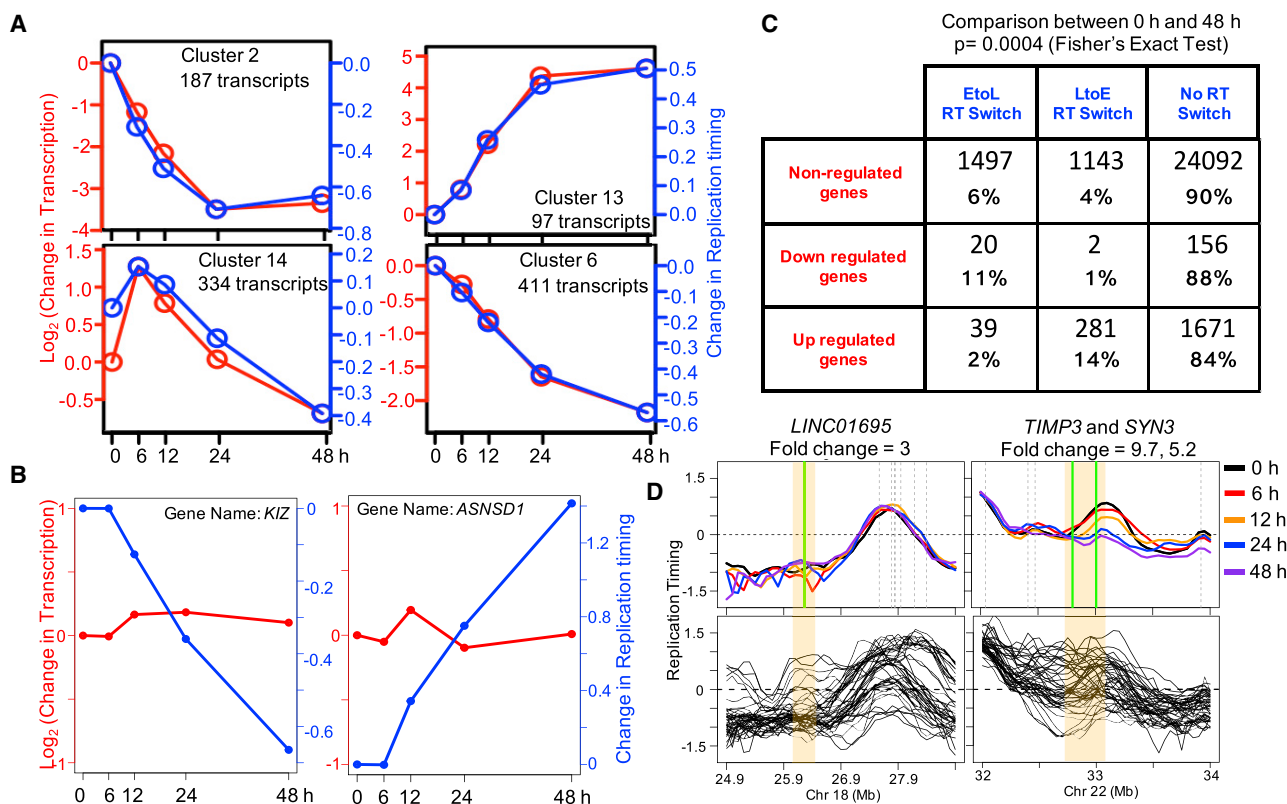 A
Log₂ (Change in Transcription)
Change in Replication timing
Cluster 2
187 transcripts
0
-1
-2
-3
-4
0.0
-0.2
-0.4
-0.6
-0.8
Cluster 13
97 transcripts
5
4
3
2
1
0
0.5
0.4
0.3
0.2
0.1
0.0
Cluster 14
334 transcripts
1.5
1.0
0.5
0.0
-0.5
0.2
0.1
0.0
-0.1
-0.2
-0.3
-0.4
Cluster 6
411 transcripts
0.0
-0.5
-1.0
-1.5
-2.0
0.0
-0.1
-0.2
-0.3
-0.4
-0.5
-0.6
0 6 12 24 48 h
0 6 12 24 48 h
B
Log₂ (Change in Transcription)
Change in Replication timing
Gene Name: KIZ
1
0
-1
0
-0.2
-0.4
-0.6
Gene Name: ASNSD1
1
0
-1
1.2
0.8
0.4
0
0 6 12 24 48 h
0 6 12 24 48 h
C
Comparison between 0 h and 48 h
p= 0.0004 (Fisher's Exact Test)
EtoL
RT Switch
LtoE
RT Switch
No RT
Switch
Non-regulated
genes
1497 1143 24092
6% 4% 90%
Down regulated
genes
20 2 156
11% 1% 88%
Up regulated
genes
39 281 1671
2% 14% 84%
D
LINC01695
Fold change = 3
TIMP3 and SYN3
Fold change = 9.7, 5.2
0 h
6 h
12 h
24 h
48 h
Replication Timing
1.5
0
-1.5
1.5
0
-1.5
1.5
0
-1.5
1.5
0
-1.5
24.9 25.9 26.9 27.9
Chr 18 (Mb)
32 33 34
Chr 22 (Mb)